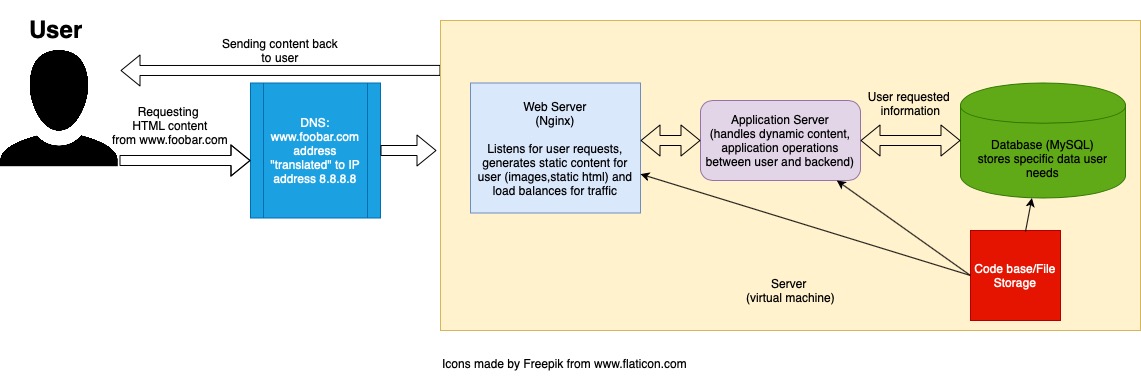 User
Sending content back
to user
Requesting
HTML content
from www.foobar.com
DNS:
www.foobar.com
address
"translated" to IP
address 8.8.8.8
Web Server
(Nginx)
Listens for user requests,
generates static content for
user (images,static html) and
load balances for traffic
Application Server
(handles dynamic content,
application operations
between user and backend)
User requested
information
Database (MySQL)
stores specific data user
needs
Code base/File
Storage
Server
(virtual machine)
Icons made by Freepik from www.flaticon.com